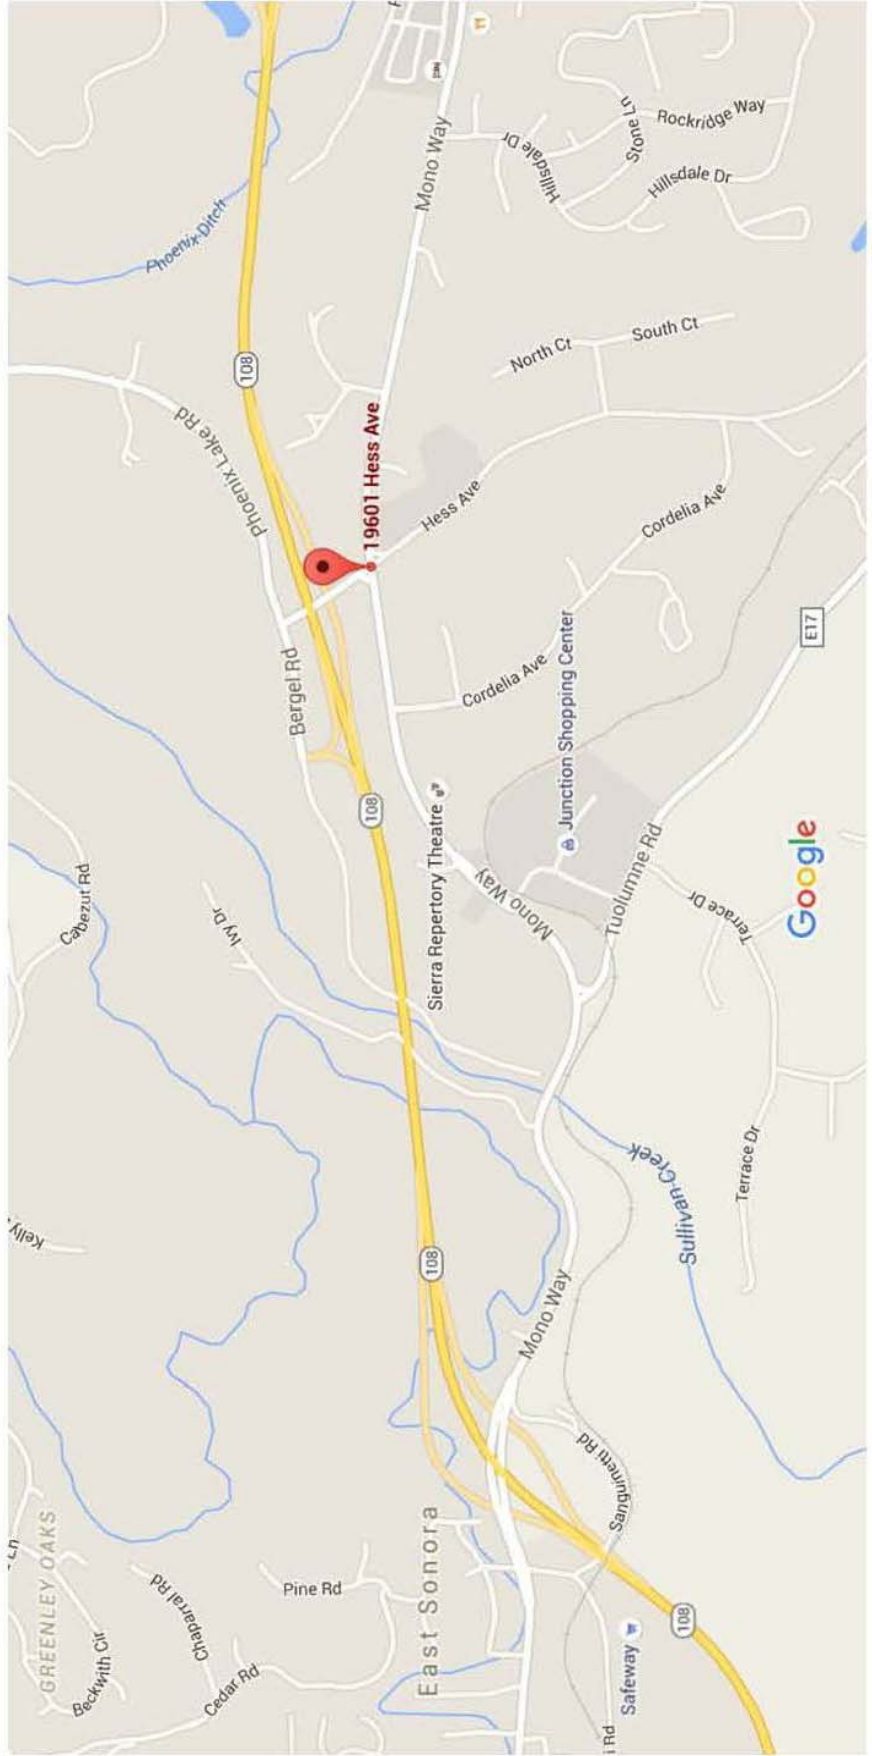 GREENLEY OAKS
Beckwith Cir
Chaparral Rd
Cedar Rd
Pine Rd
East Sonora
Safeway
108
Sanguinetti Rd
Mono Way
108
Sullivan Creek
Terrace Dr
Terrace Dr
Ivy Dr
Cabezut Rd
Sierra Repertory Theatre
Mono Way
Tuolumne Rd
Google
108
Junction Shopping Center
Bergel Rd
Cordelia Ave
E17
19601 Hess Ave
Hess Ave
Cordelia Ave
Phoenix Lake Rd
108
North Ct
South Ct
Phoenix Ditch
Mono Way
Hillsdale Dr
Hillsdale Dr
Stone Ln
Rockridge Way